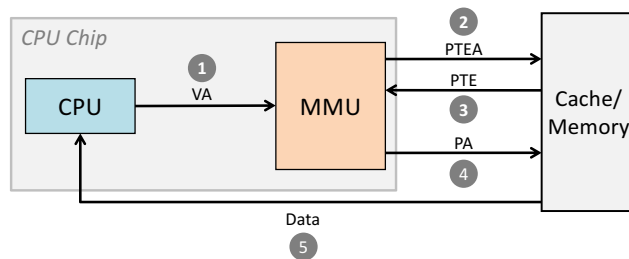 CPU Chip
2
PTEA
1
VA
CPU
MMU
PTE
3
Cache/
Memory
PA
4
Data
5